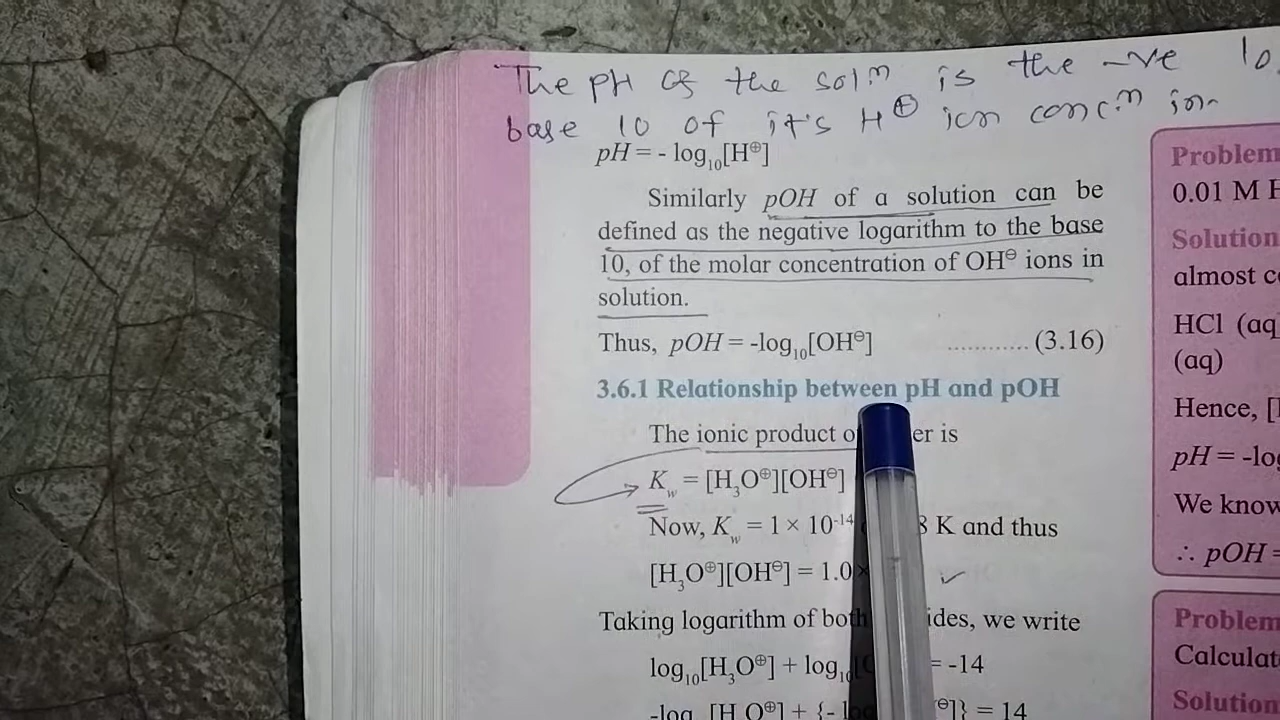 The pH of the solⁿ is the -ve lo
base 10 of it's H⊕ ion concⁿ in
pH = - log₁₀[H⊕]
Similarly pOH of a solution can be
defined as the negative logarithm to the base
10, of the molar concentration of OH⊖ ions in
solution.
Thus, pOH = -log₁₀[OH⊖] ............ (3.16)
3.6.1 Relationship between pH and pOH
The ionic product is
K_w = [H₃O⊕][OH⊖]
Now, K_w = 1 × 10⁻¹⁴ K and thus
[H₃O⊕][OH⊖] = 1.0
Taking logarithm of both we write
log₁₀[H₃O⊕] + log₁₀ = -14
-log [H O⊕] + {- ⊖]} = 14
Problem
0.01 M
Solution
almost
HCl (aq
(aq)
Hence, [
pH = -lo
We know
∴ pOH =
Problem
Calculat
Solution